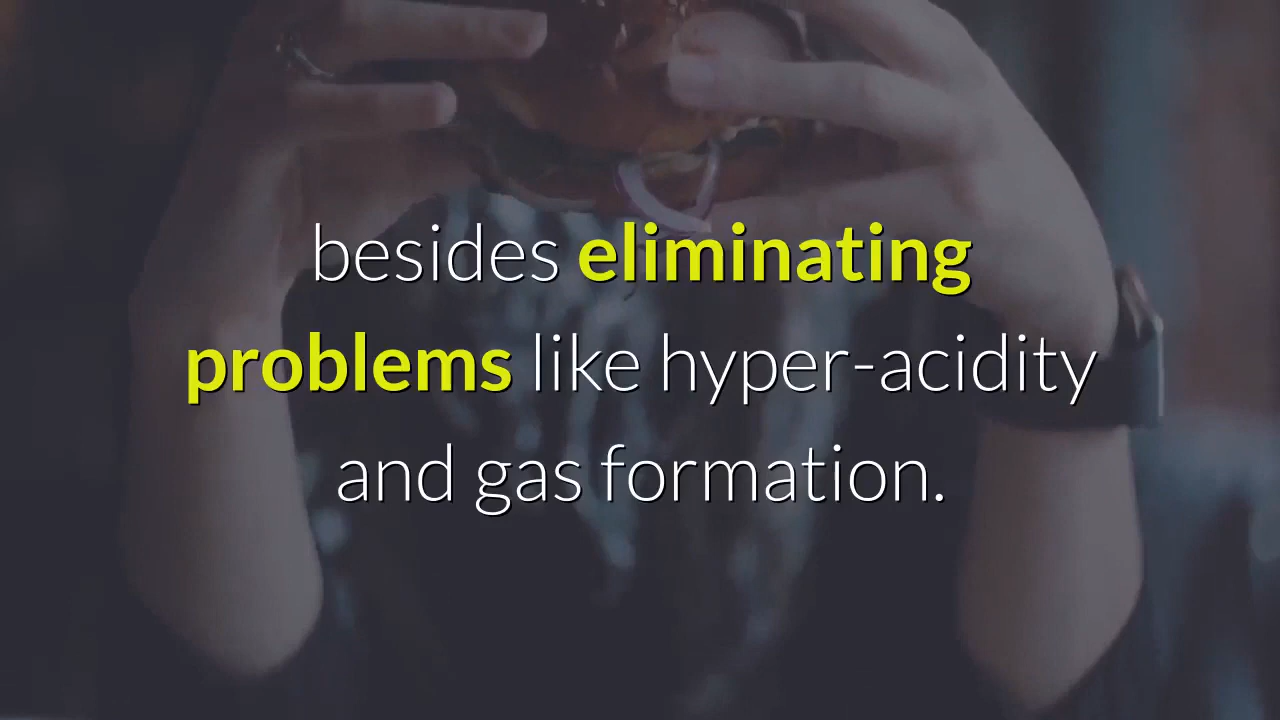 besides eliminating
problems like hyper-acidity
and gas formation.